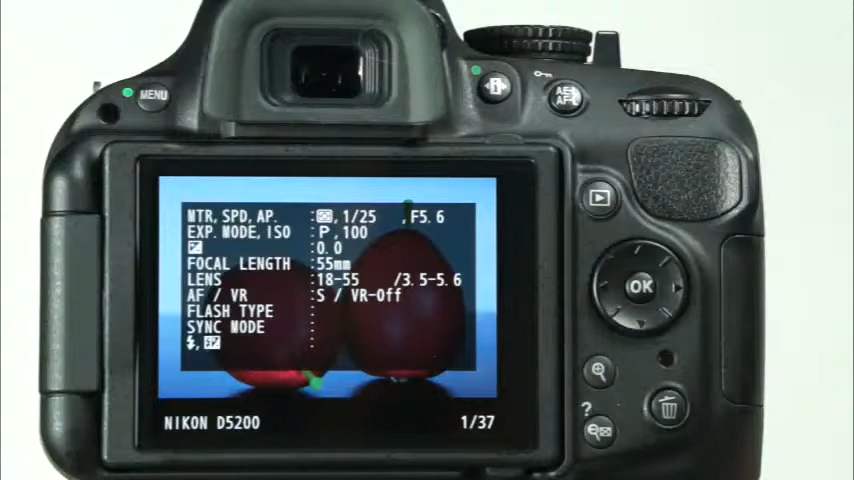 MENU
i
AE-L
AF-L
MTR, SPD, AP. : , 1/25 , F5.6
EXP. MODE, ISO : P, 100
: 0.0
FOCAL LENGTH : 55mm
LENS : 18-55 /3.5-5.6
AF / VR : S / VR-Off
FLASH TYPE :
SYNC MODE :
, :
OK
?
NIKON D5200 1/37